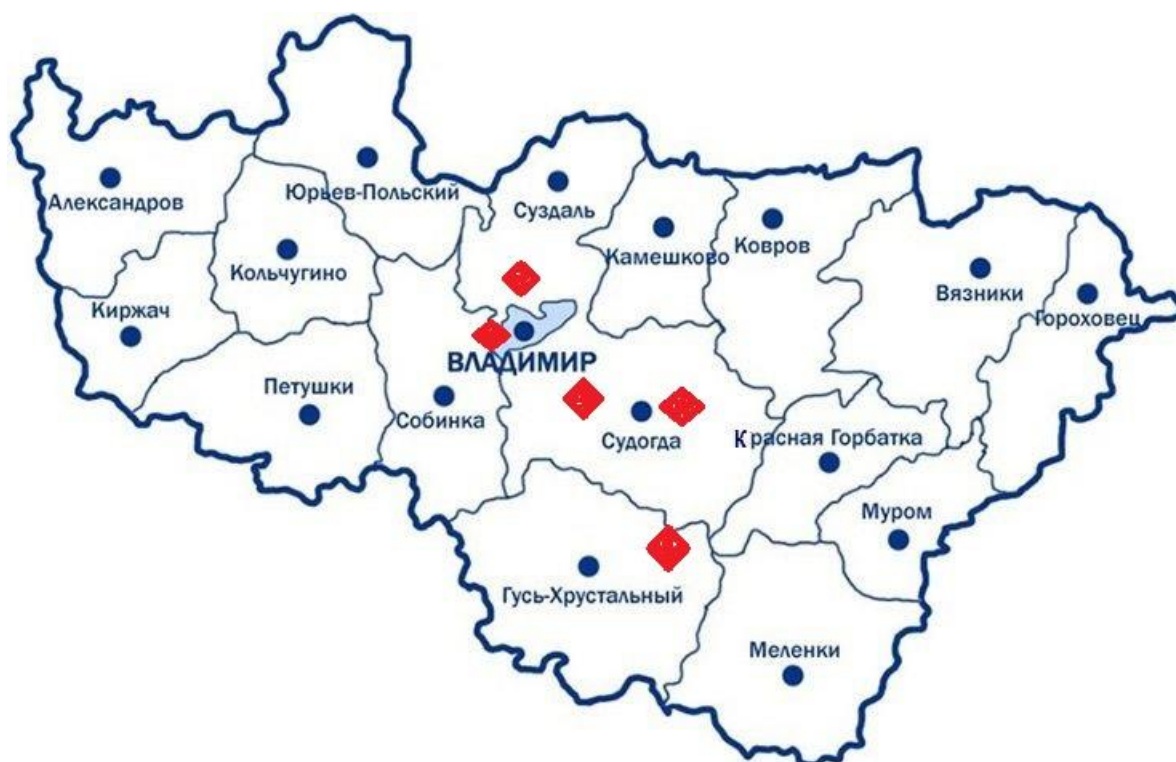 Александров
Юрьев-Польский
Суздаль
Камешково
Ковров
Кольчугино
Вязники
Киржач
Гороховец
ВЛАДИМИР
Петушки
Собинка
Судогда
Красная Горбатка
Муром
Гусь-Хрустальный
Меленки